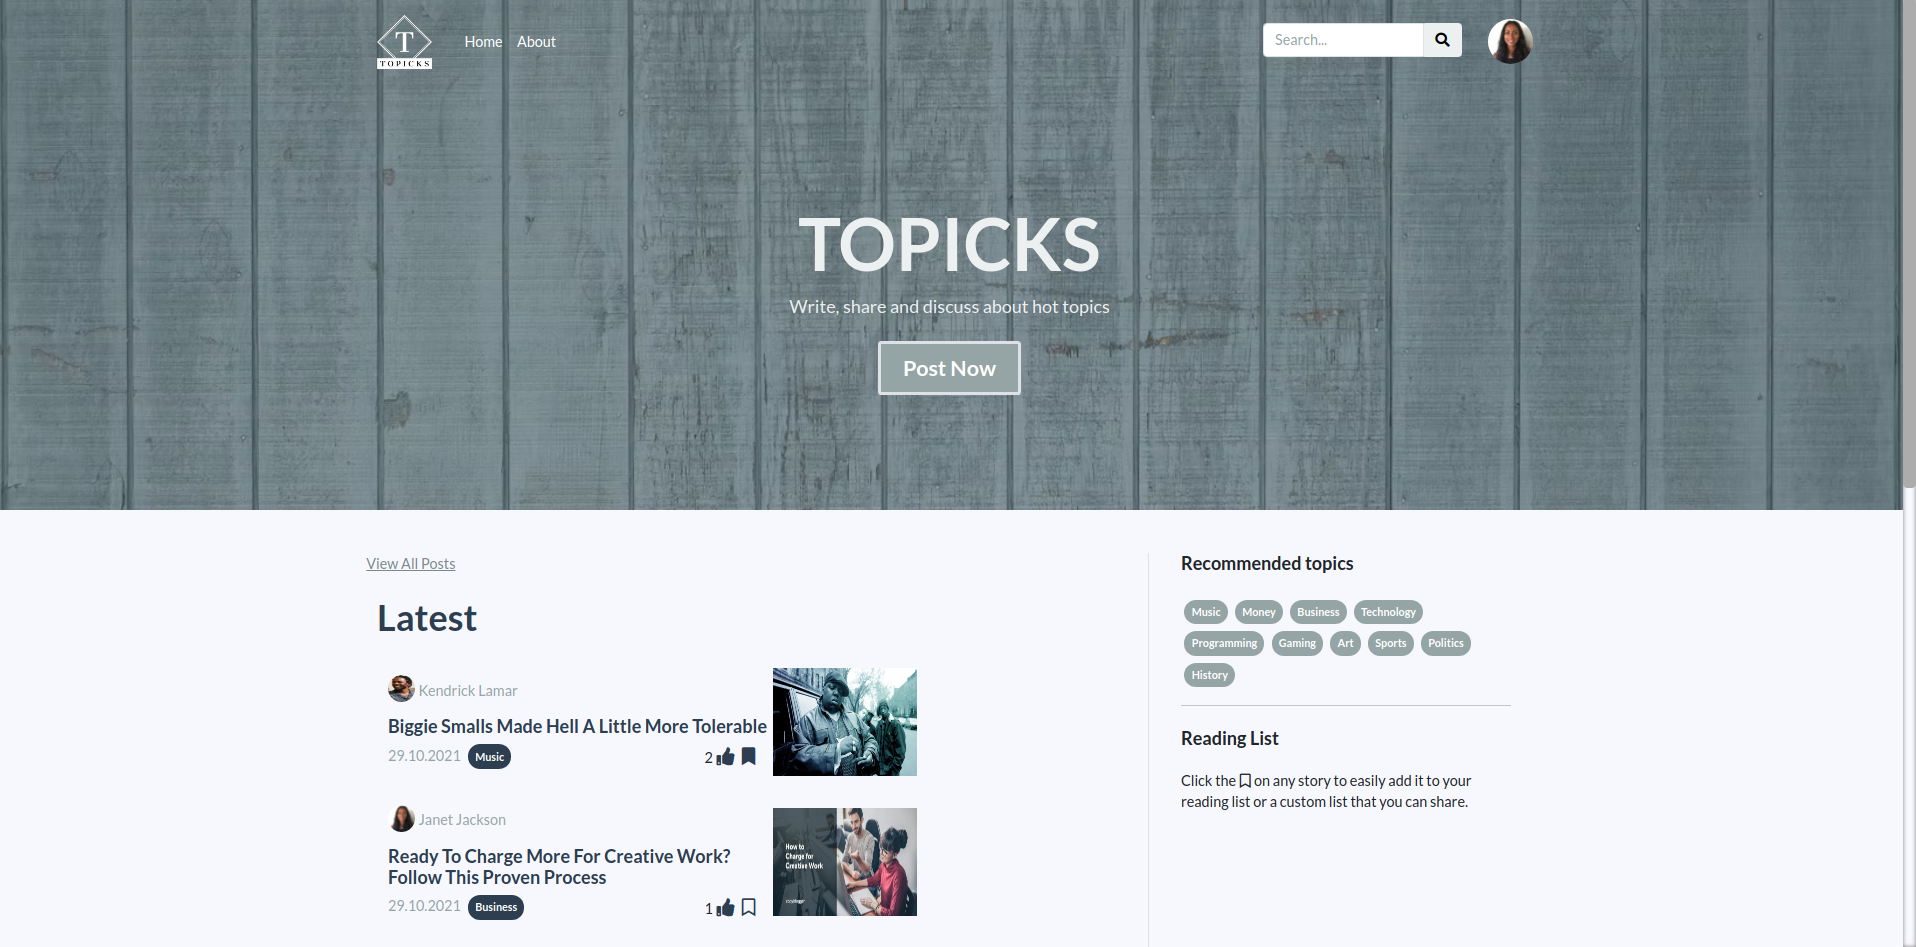 T
TOPICKS
Home About
Search...
TOPICKS
Write, share and discuss about hot topics
Post Now
View All Posts
Latest
Kendrick Lamar
Biggie Smalls Made Hell A Little More Tolerable
29.10.2021 Music 2
Janet Jackson
Ready To Charge More For Creative Work?
Follow This Proven Process
29.10.2021 Business 1
How to
Charge for
Creative Work
Recommended topics
Music Money Business Technology
Programming Gaming Art Sports Politics
History
Reading List
Click the on any story to easily add it to your
reading list or a custom list that you can share.